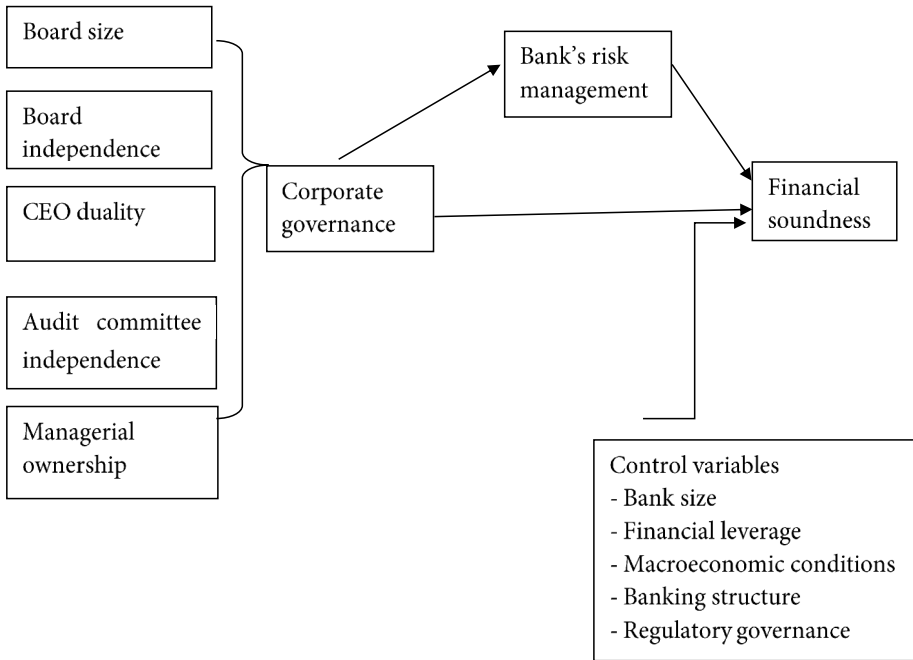 Board size
Board
independence
CEO duality
Audit committee
independence
Managerial
ownership
Corporate
governance
Bank's risk
management
Financial
soundness
Control variables
- Bank size
- Financial leverage
- Macroeconomic conditions
- Banking structure
- Regulatory governance